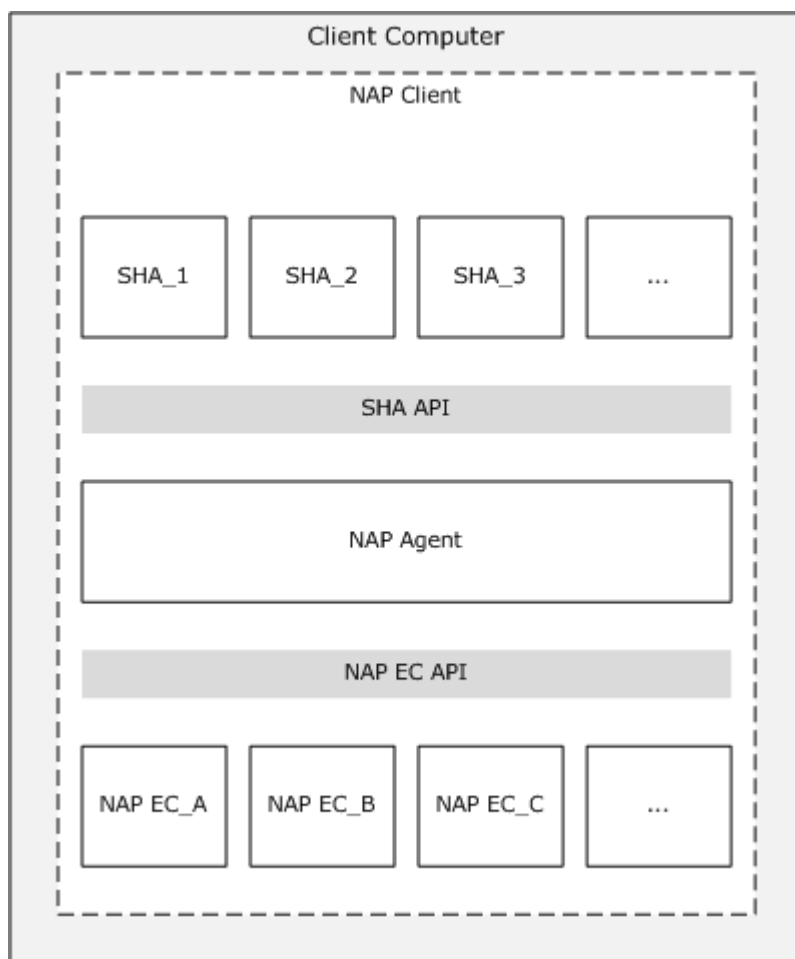 Client Computer
NAP Client
SHA_1 SHA_2 SHA_3 ...
SHA API
NAP Agent
NAP EC API
NAP EC_A NAP EC_B NAP EC_C ...